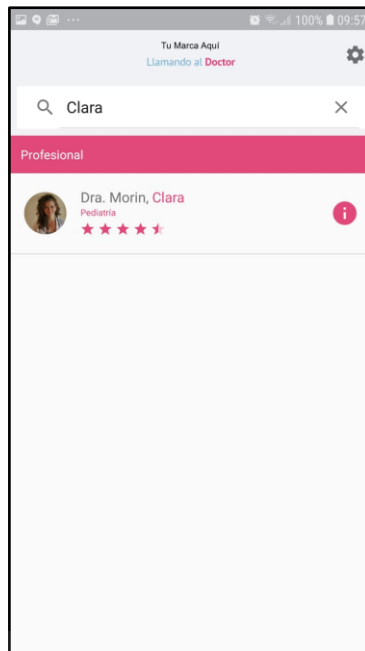 100% 09:57
Tu Marca Aquí
Llamando al Doctor
Clara
Profesional
Dra. Morin, Clara
Pediatría
i